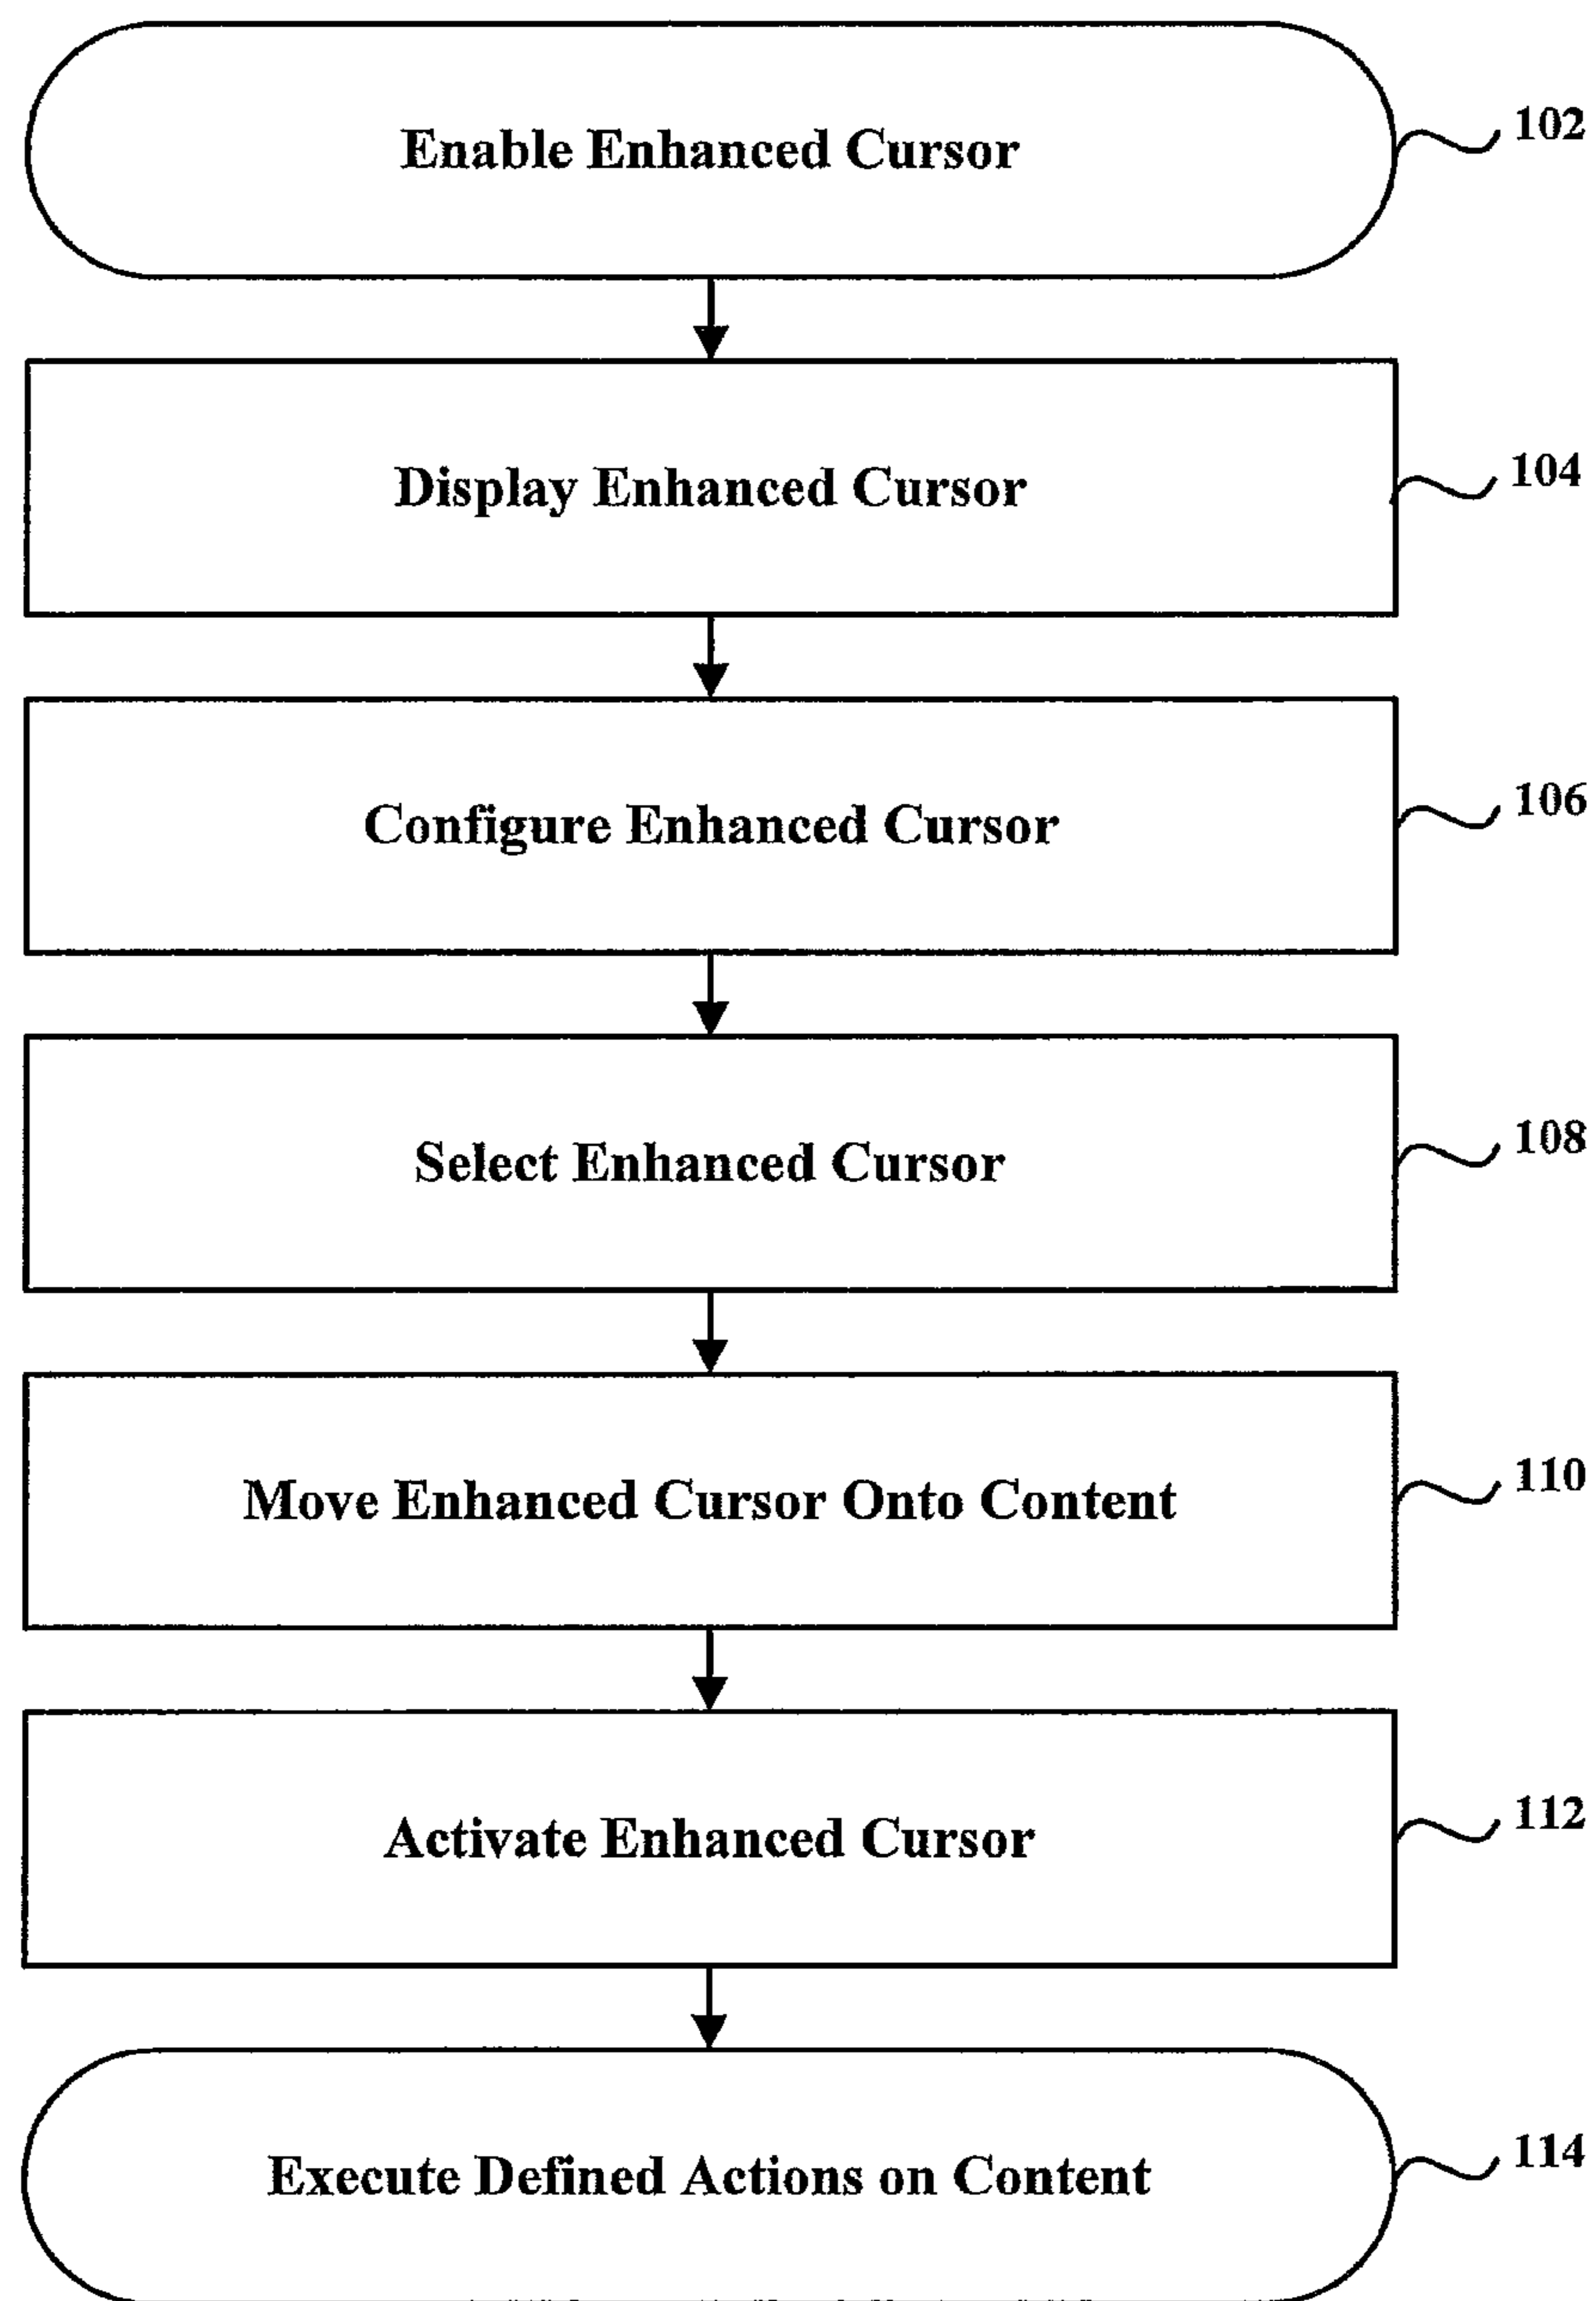 Enable Enhanced Cursor
102
Display Enhanced Cursor
104
Configure Enhanced Cursor
106
Select Enhanced Cursor
108
Move Enhanced Cursor Onto Content
110
Activate Enhanced Cursor
112
Execute Defined Actions on Content
114